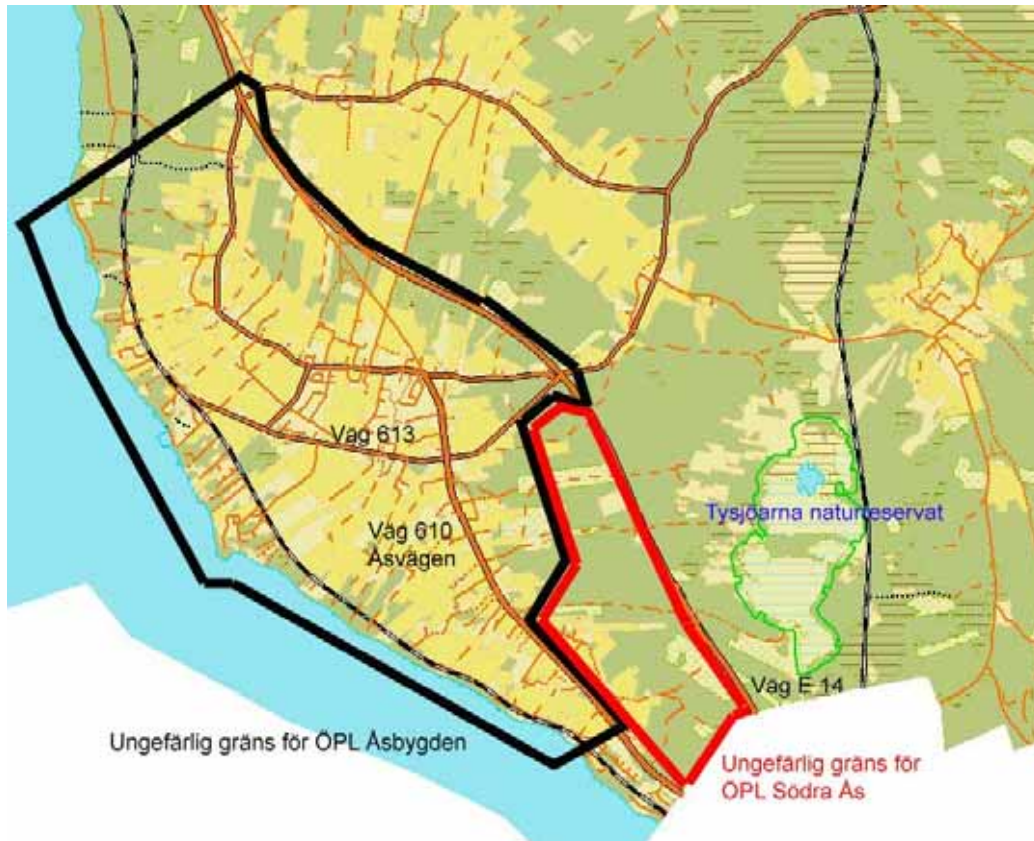 Väg 613
Väg 610
Åsvägen
Tysjöarna naturreservat
Väg E 14
Ungefärlig gräns för ÖPL Åsbygden
Ungefärlig gräns för
ÖPL Södra Ås